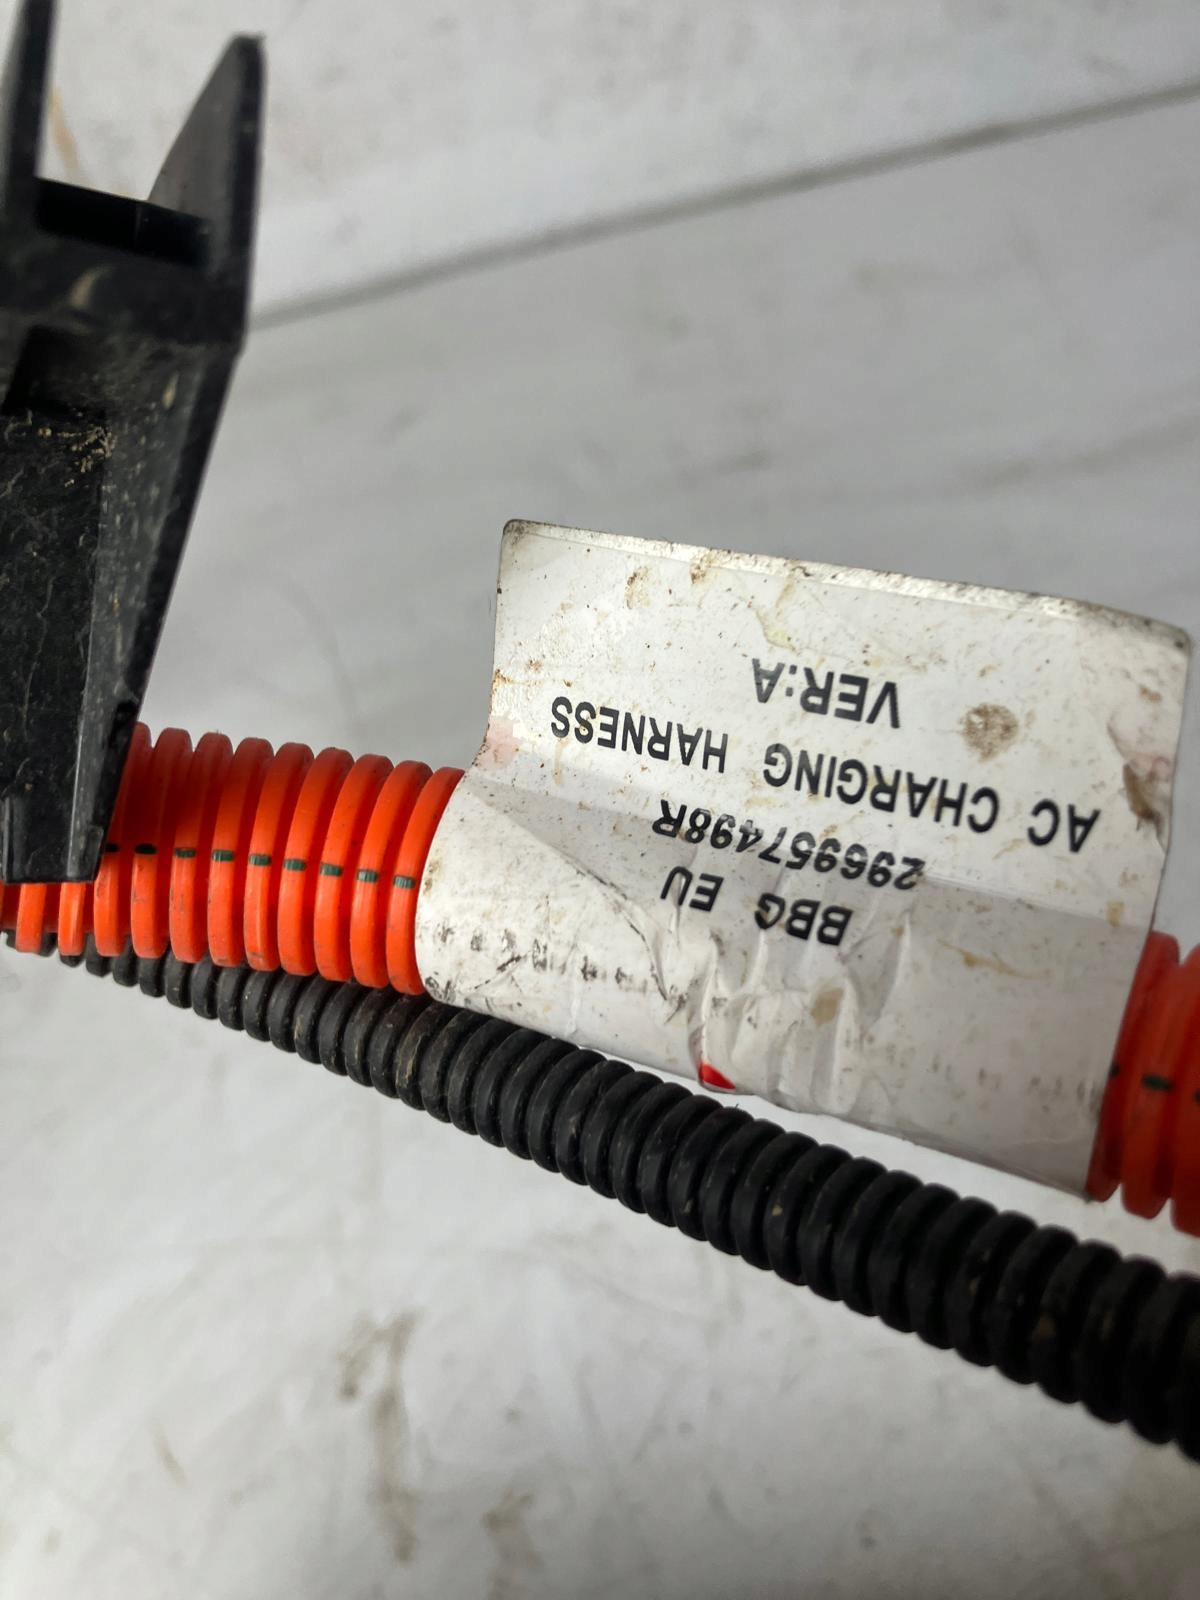 BBG EU
296957498R
AC CHARGING HARNESS
VER:A